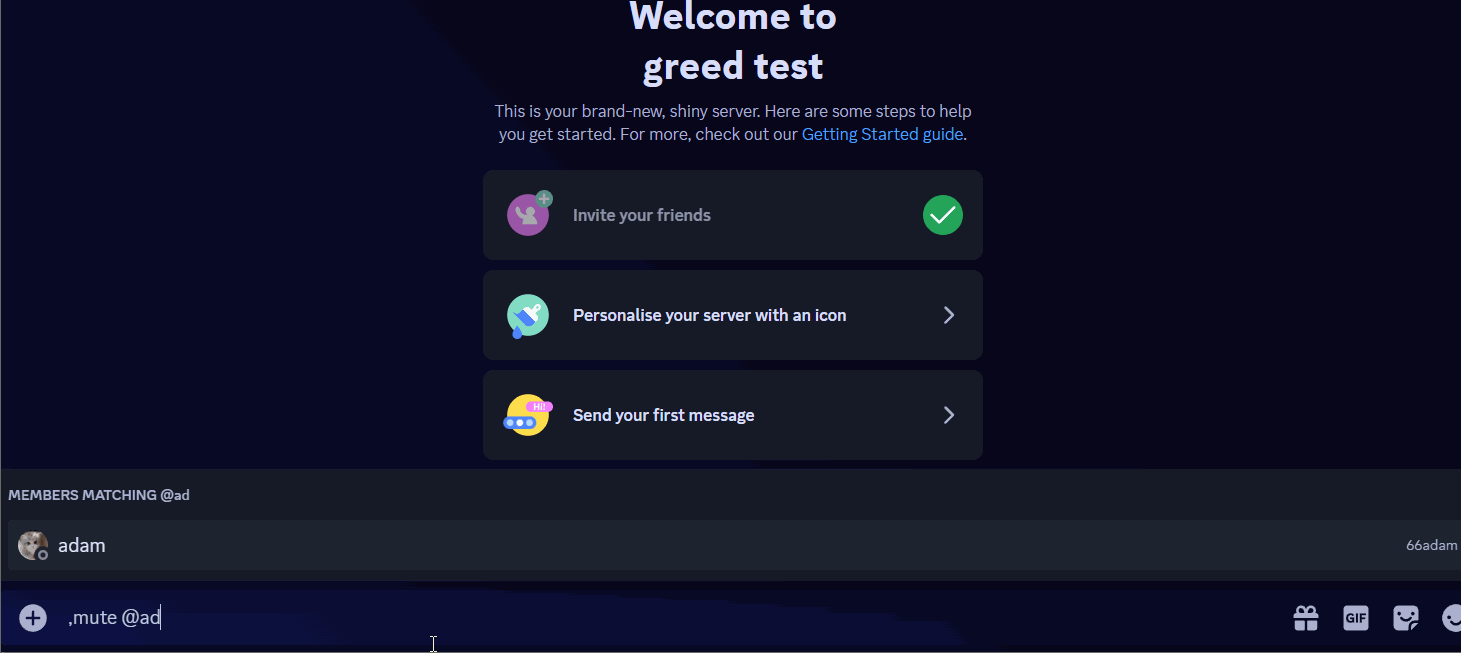 Welcome to
greed test
This is your brand-new, shiny server. Here are some steps to help
you get started. For more, check out our Getting Started guide.
Invite your friends
Personalise your server with an icon
Hi!
Send your first message
MEMBERS MATCHING @ad
adam
66adam
,mute @ad
GIF